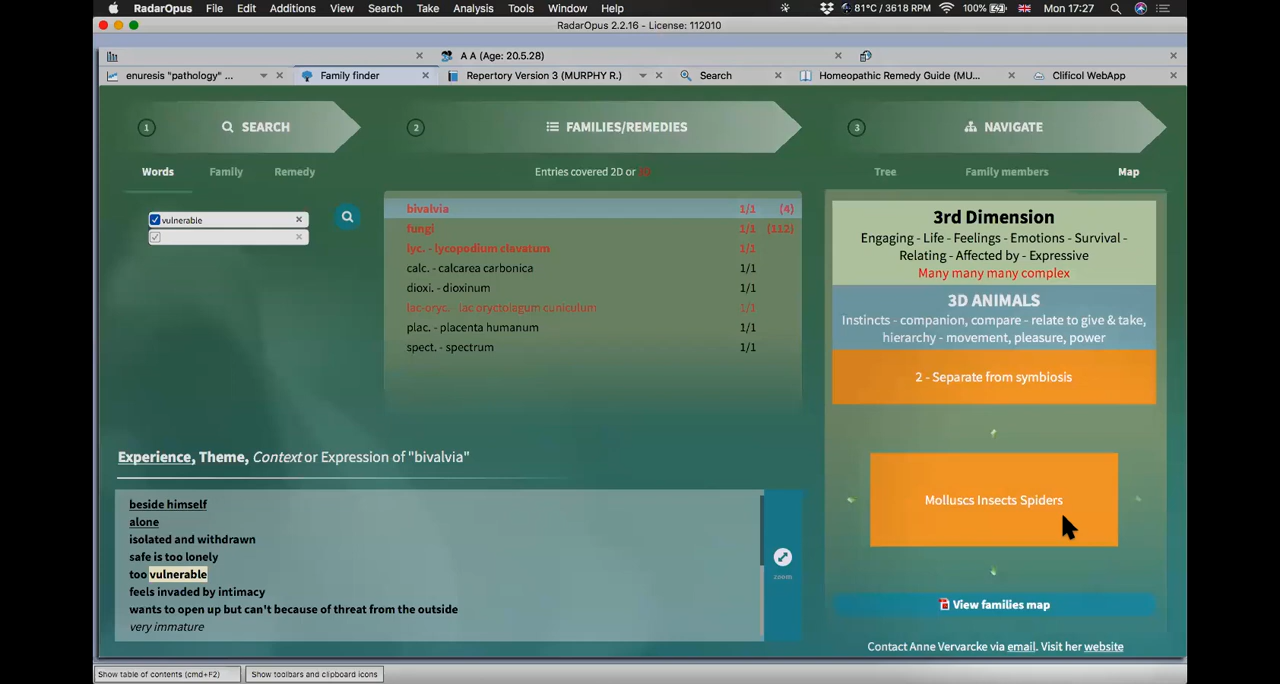 RadarOpus File Edit Additions View Search Take Analysis Tools Window Help 81°C / 3618 RPM 100% Mon 17:27
RadarOpus 2.2.16 - License: 112010
A A (Age: 20.5.28)
enuresis "pathology" ... Family finder Repertory Version 3 (MURPHY R.) Search Homeopathic Remedy Guide (MU... Clificol WebApp
1 SEARCH
Words Family Remedy
vulnerable
2 FAMILIES/REMEDIES
Entries covered 2D or 3D
bivalvia 1/1 (4)
fungi 1/1 (112)
lyc. - lycopodium clavatum 1/1
calc. - calcarea carbonica 1/1
dioxi. - dioxinum 1/1
lac-oryc. - lac oryctolagum cuniculum 1/1
plac. - placenta humanum 1/1
spect. - spectrum 1/1
3 NAVIGATE
Tree Family members Map
3rd Dimension
Engaging - Life - Feelings - Emotions - Survival -
Relating - Affected by - Expressive
Many many many complex
3D ANIMALS
Instincts - companion, compare - relate to give & take,
hierarchy - movement, pleasure, power
2 - Separate from symbiosis
Molluscs Insects Spiders
View families map
Contact Anne Vervarcke via email. Visit her website
Experience, Theme, Context or Expression of "bivalvia"
beside himself
alone
isolated and withdrawn
safe is too lonely
too vulnerable
feels invaded by intimacy
wants to open up but can't because of threat from the outside
very immature
zoom
Show table of contents (cmd+F2) Show toolbars and clipboard icons